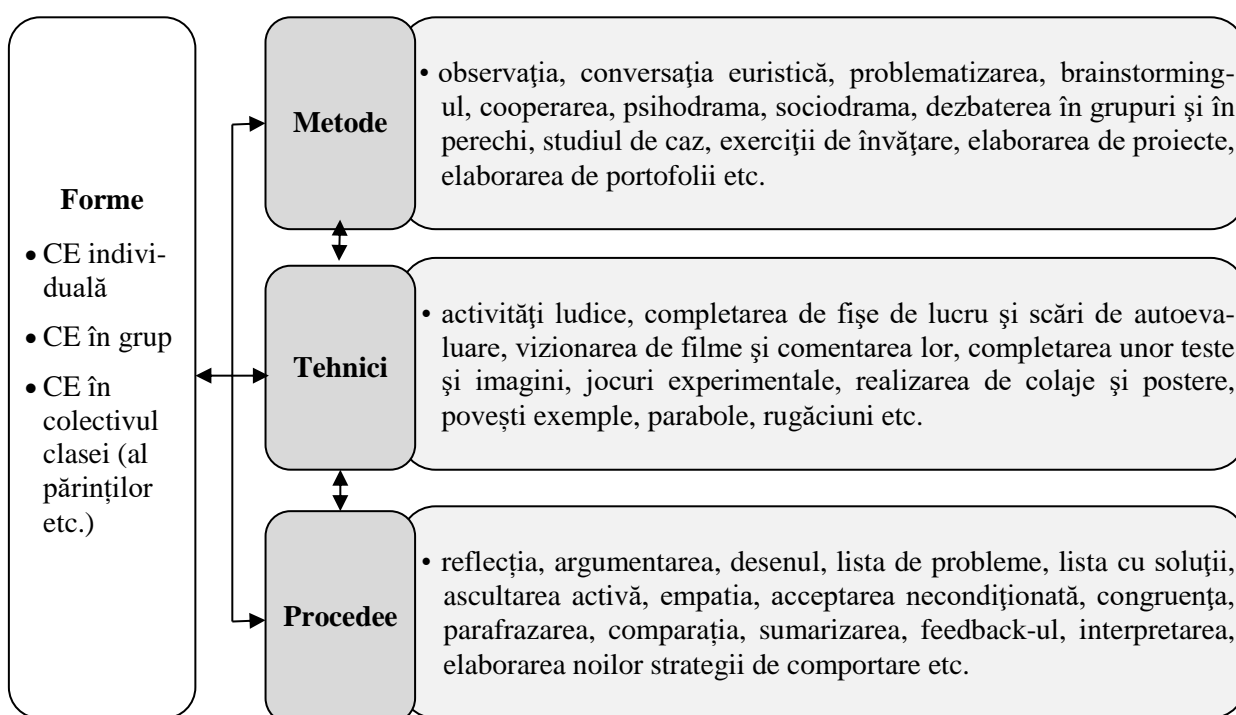 Forme
• CE indivi-
duală
• CE în grup
• CE în
colectivul
clasei (al
părinților
etc.)
Metode
• observaţia, conversaţia euristică, problematizarea, brainstorming-
ul, cooperarea, psihodrama, sociodrama, dezbaterea în grupuri şi în
perechi, studiul de caz, exerciţii de învăţare, elaborarea de proiecte,
elaborarea de portofolii etc.
Tehnici
• activităţi ludice, completarea de fişe de lucru şi scări de autoeva-
luare, vizionarea de filme şi comentarea lor, completarea unor teste
şi imagini, jocuri experimentale, realizarea de colaje şi postere,
povești exemple, parabole, rugăciuni etc.
Procedee
• reflecția, argumentarea, desenul, lista de probleme, lista cu soluţii,
ascultarea activă, empatia, acceptarea necondiţionată, congruenţa,
parafrazarea, comparația, sumarizarea, feedback-ul, interpretarea,
elaborarea noilor strategii de comportare etc.